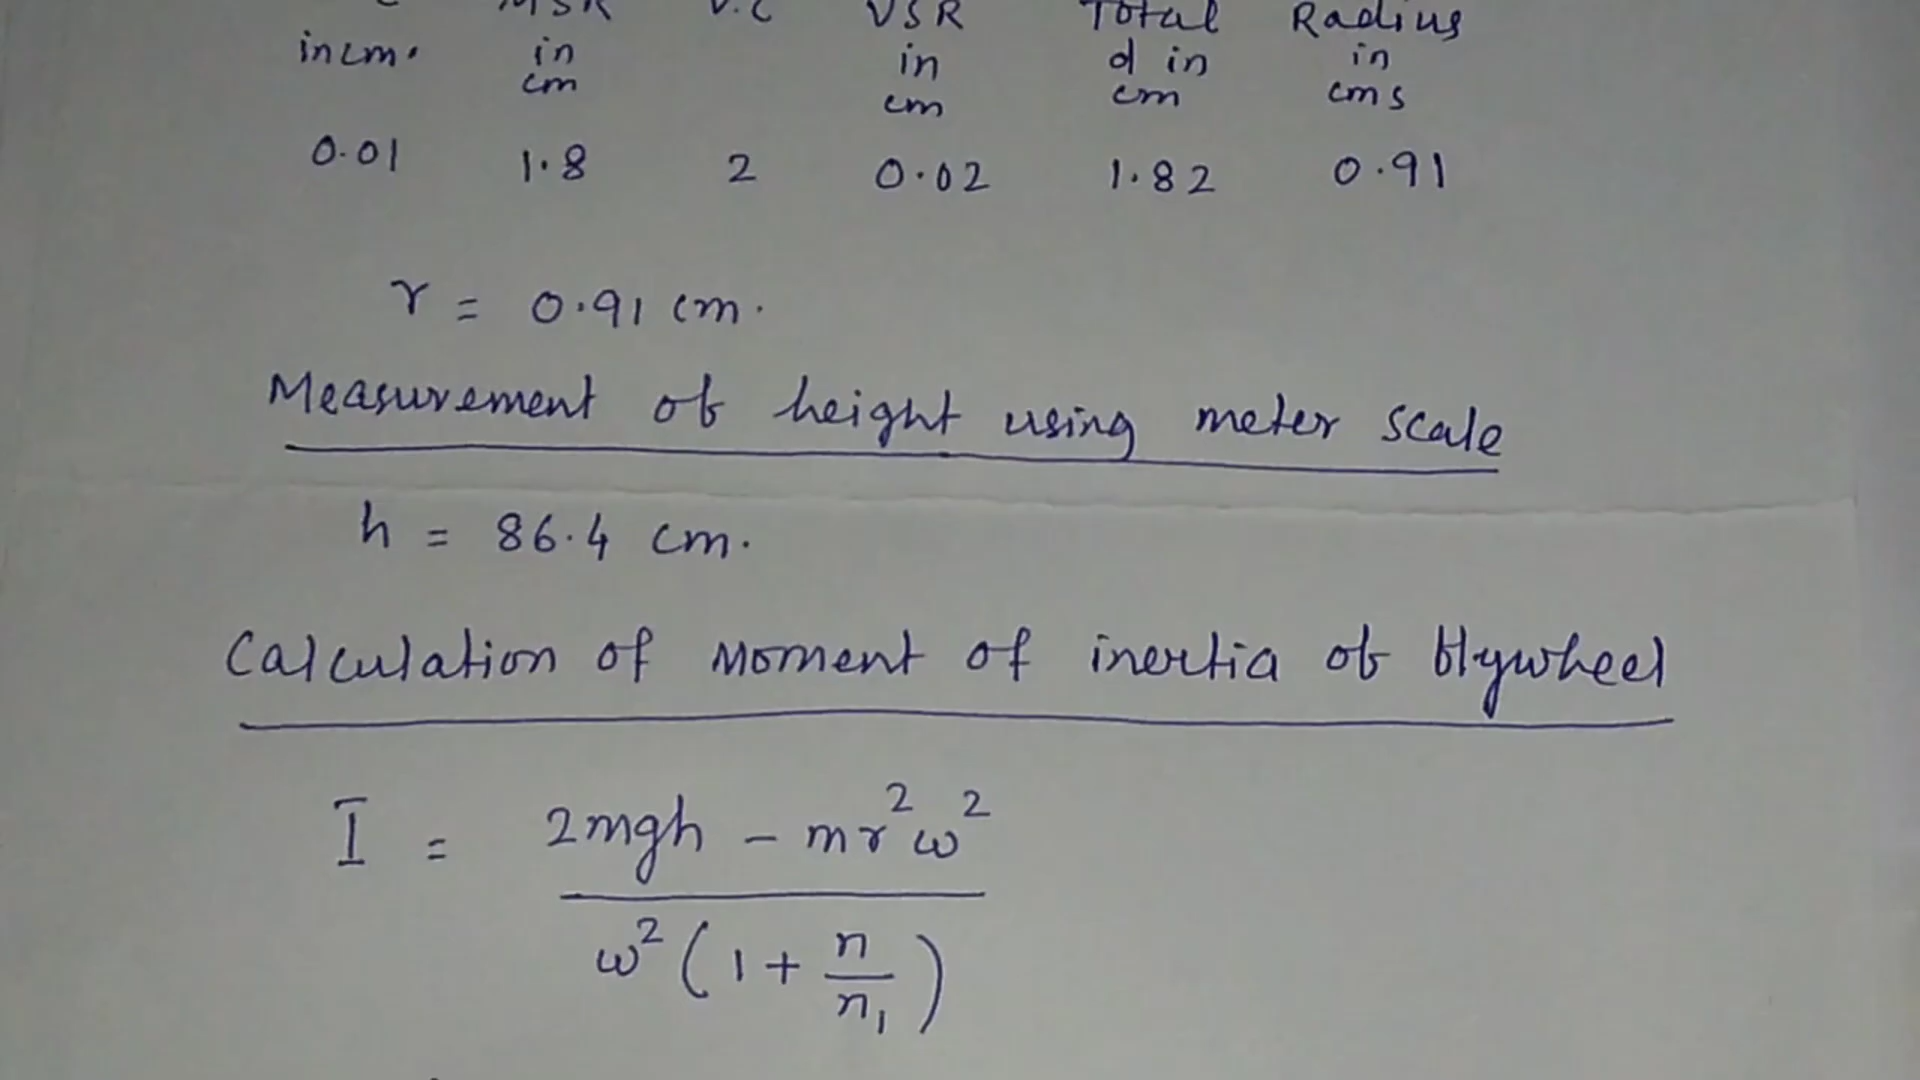 MSR V.C VSR Total Radius
in cm. in in d in in
cm cm cm cms
0.01 1.8 2 0.02 1.82 0.91
r = 0.91 cm.
Measurement of height using meter scale
h = 86.4 cm.
Calculation of Moment of inertia of flywheel
I = 2mgh - mr²ω²
ω² (1 + n
n₁)